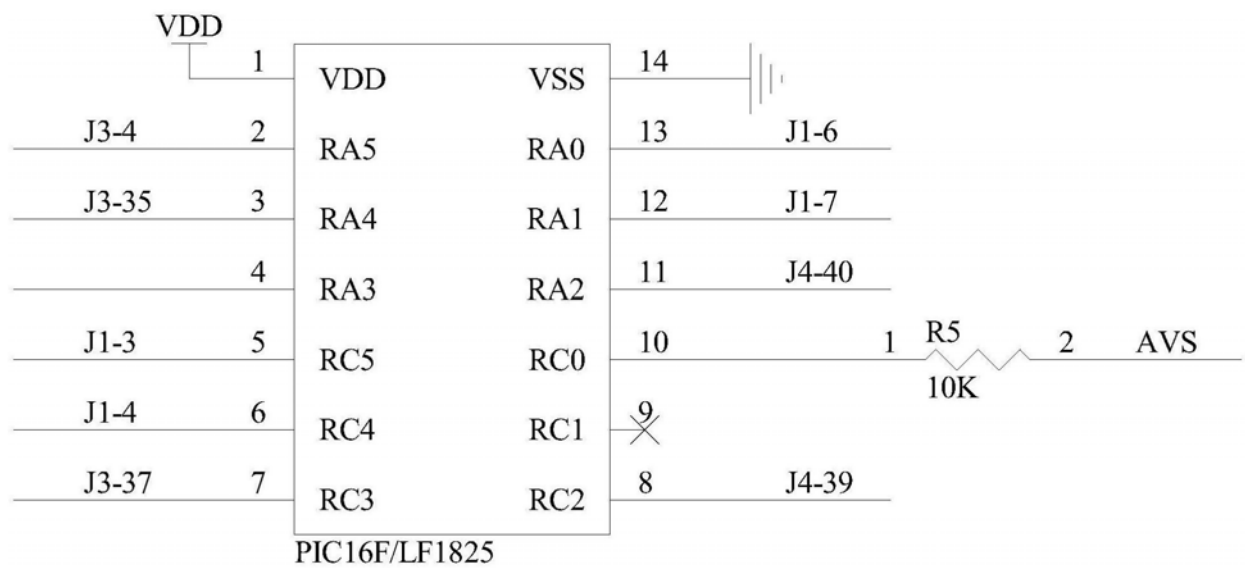 VDD
1 VDD VSS 14
J3-4 2 RA5 RA0 13 J1-6
J3-35 3 RA4 RA1 12 J1-7
4 RA3 RA2 11 J4-40
J1-3 5 RC5 RC0 10 1 R5 2 AVS
10K
J1-4 6 RC4 RC1 9
J3-37 7 RC3 RC2 8 J4-39
PIC16F/LF1825